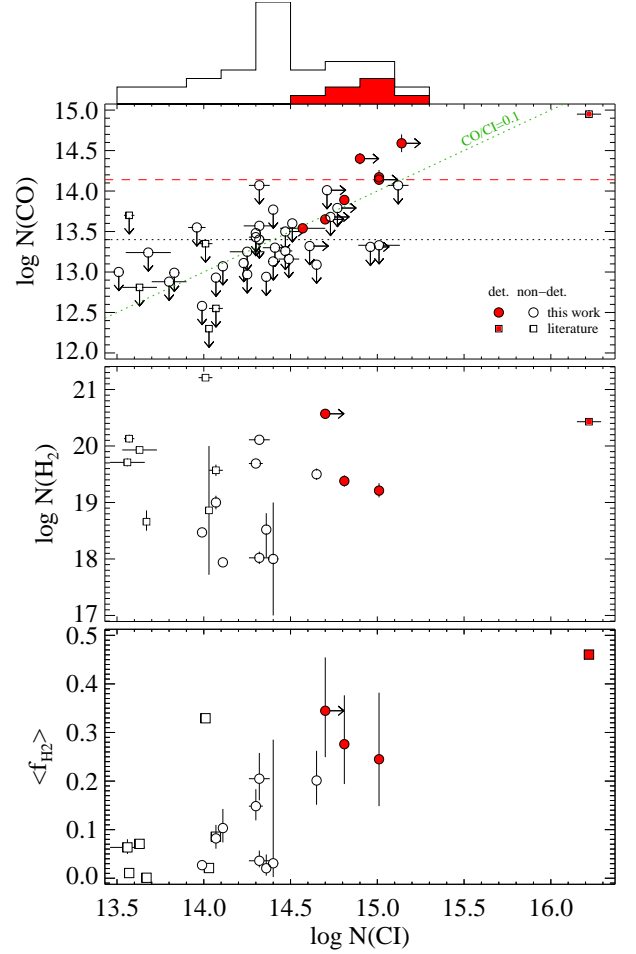 15.0
14.5
14.0
13.5
13.0
12.5
12.0
log N(CO)
CO/CI=0.1
det. non-det.
this work
literature
21
20
19
18
17
log N(H2)
0.5
0.4
0.3
0.2
0.1
0.0
<fH2>
13.5 14.0 14.5 15.0 15.5 16.0
log N(CI)